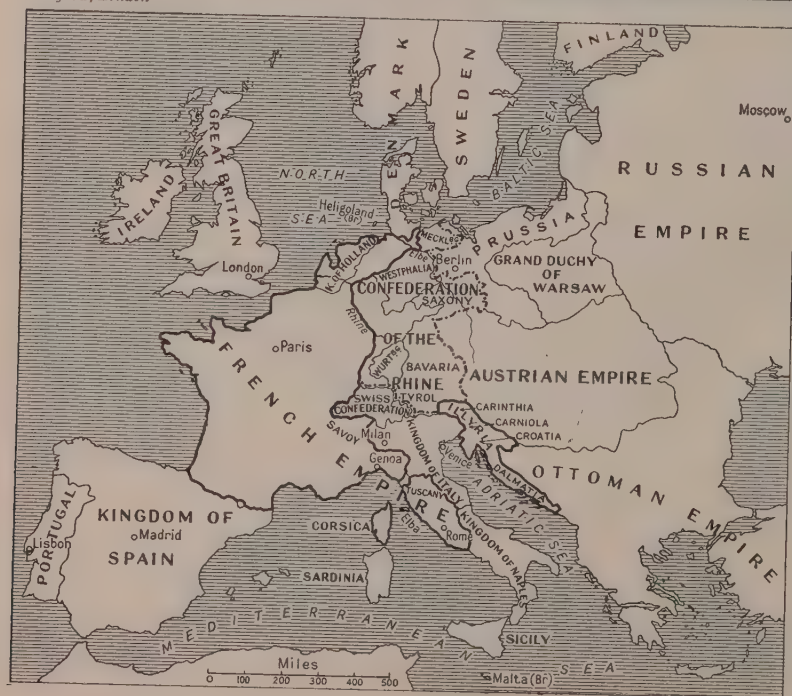 FINLAND
DENMARK
SWEDEN
Moscow
BALTIC SEA
RUSSIAN
EMPIRE
GREAT BRITAIN
IRELAND
NORTH
SEA
Heligoland
(Br)
London
K. OF HOLLAND
MECKLBG
PRUSSIA
Elbe
Berlin
WESTPHALIA
GRAND DUCHY
OF
WARSAW
CONFEDERATION
SAXONY
Rhine
OF THE
Paris
WURTBG
BAVARIA
RHINE
AUSTRIAN EMPIRE
FRENCH EMPIRE
SWISS
CONFEDERATION
TYROL
ILLYRIA
CARINTHIA
CARNIOLA
CROATIA
SAVOY
Milan
Genoa
KINGDOM OF ITALY
Venice
DALMATIA
ADRIATIC SEA
OTTOMAN EMPIRE
TUSCANY
Elba
Rome
KINGDOM OF NAPLES
CORSICA
SARDINIA
PORTUGAL
Lisbon
KINGDOM OF
Madrid
SPAIN
MEDITERRANEAN SEA
SICILY
Malta (Br)
Miles
0 100 200 300 400 500